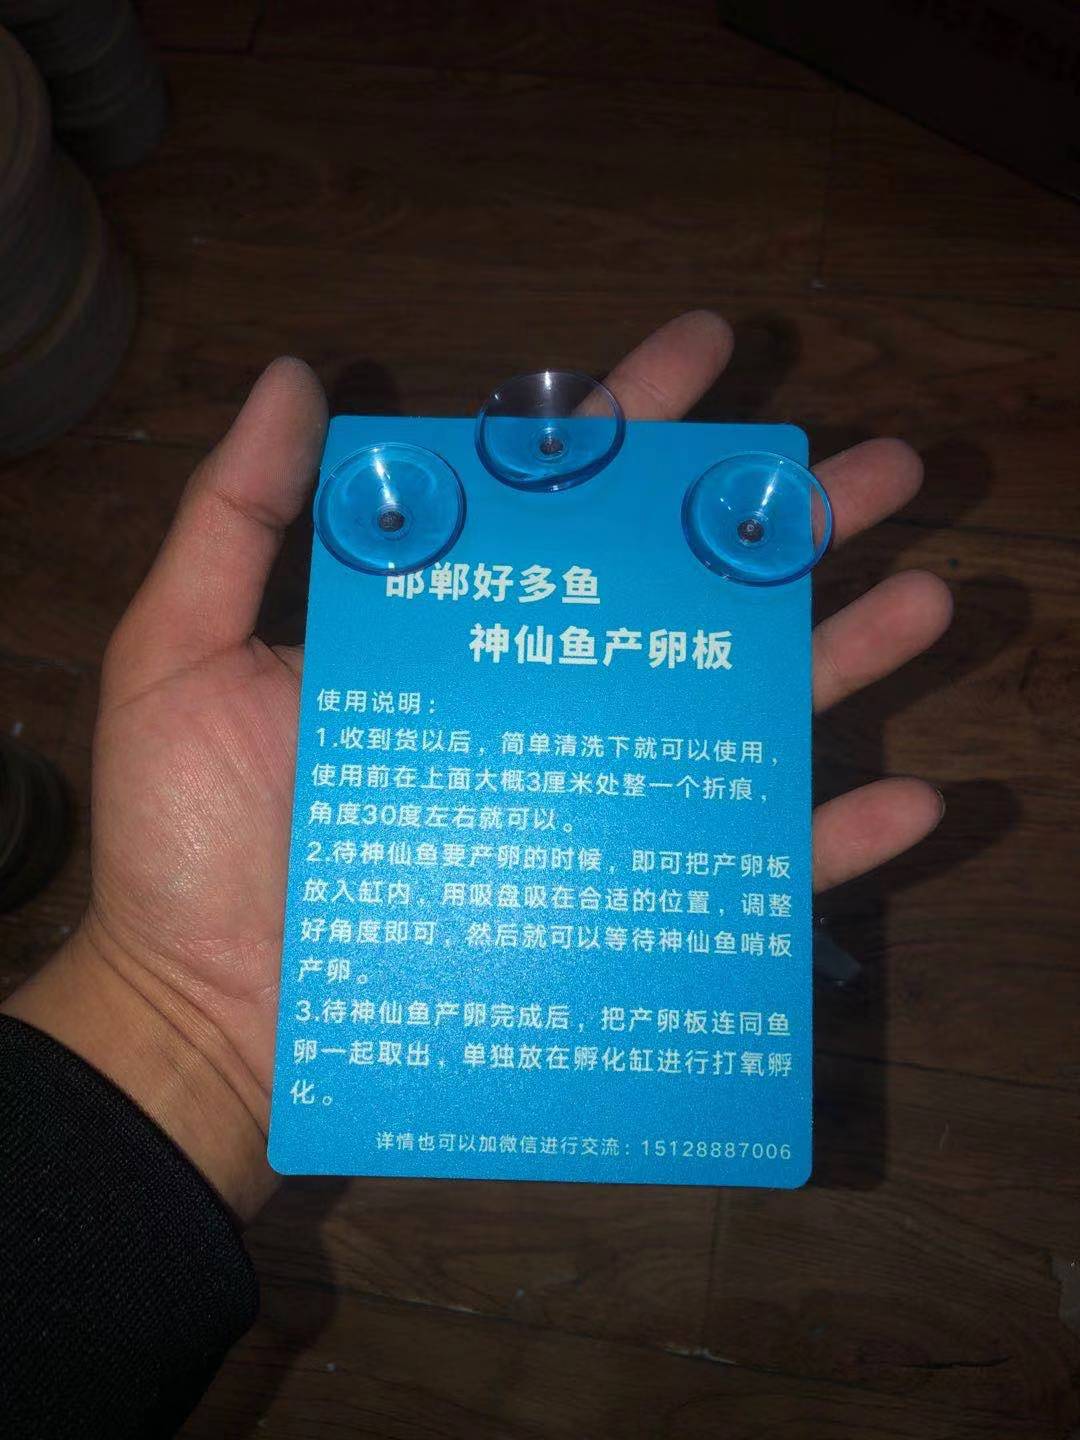 邯郸好多鱼
神仙鱼产卵板
使用说明：
1.收到货以后，简单清洗下就可以使用，
使用前在上面大概3厘米处整一个折痕，
角度30度左右就可以。
2.待神仙鱼要产卵的时候，即可把产卵板
放入缸内，用吸盘吸在合适的位置，调整
好角度即可，然后就可以等待神仙鱼啃板
产卵。
3.待神仙鱼产卵完成后，把产卵板连同鱼
卵一起取出，单独放在孵化缸进行打氧孵
化。
详情也可以加微信进行交流：15128887006